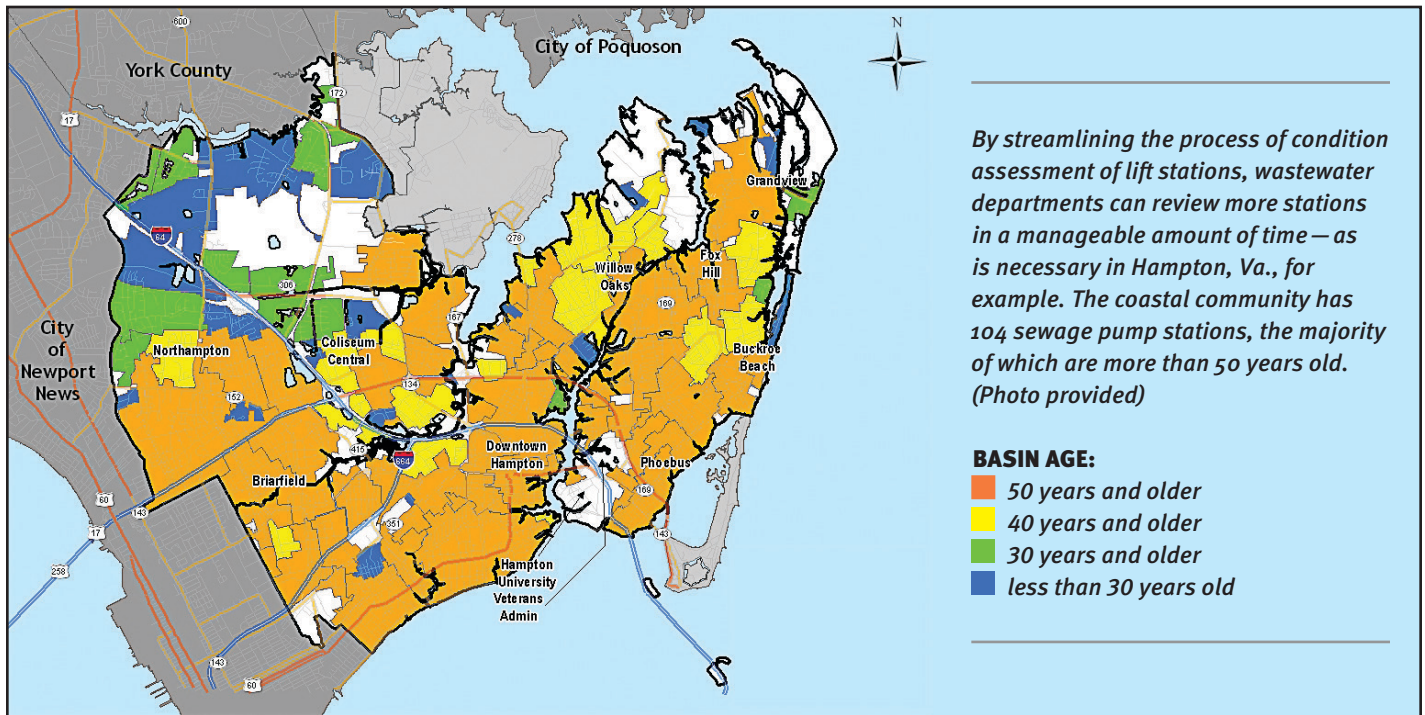 600
City of Poquoson
N
York County
172
17
64
Grandview
278
Willow
Oaks
Fox
Hill
306
169
167
City
of
Newport
News
Northampton
Coliseum
Central
Buckroe
Beach
134
152
Downtown
Hampton
415
664
Phoebus
Briarfield
169
60
143
17
351
143
258
Hampton
University
Veterans
Admin
143
60
By streamlining the process of condition
assessment of lift stations, wastewater
departments can review more stations
in a manageable amount of time — as
is necessary in Hampton, Va., for
example. The coastal community has
104 sewage pump stations, the majority
of which are more than 50 years old.
(Photo provided)
BASIN AGE:
50 years and older
40 years and older
30 years and older
less than 30 years old